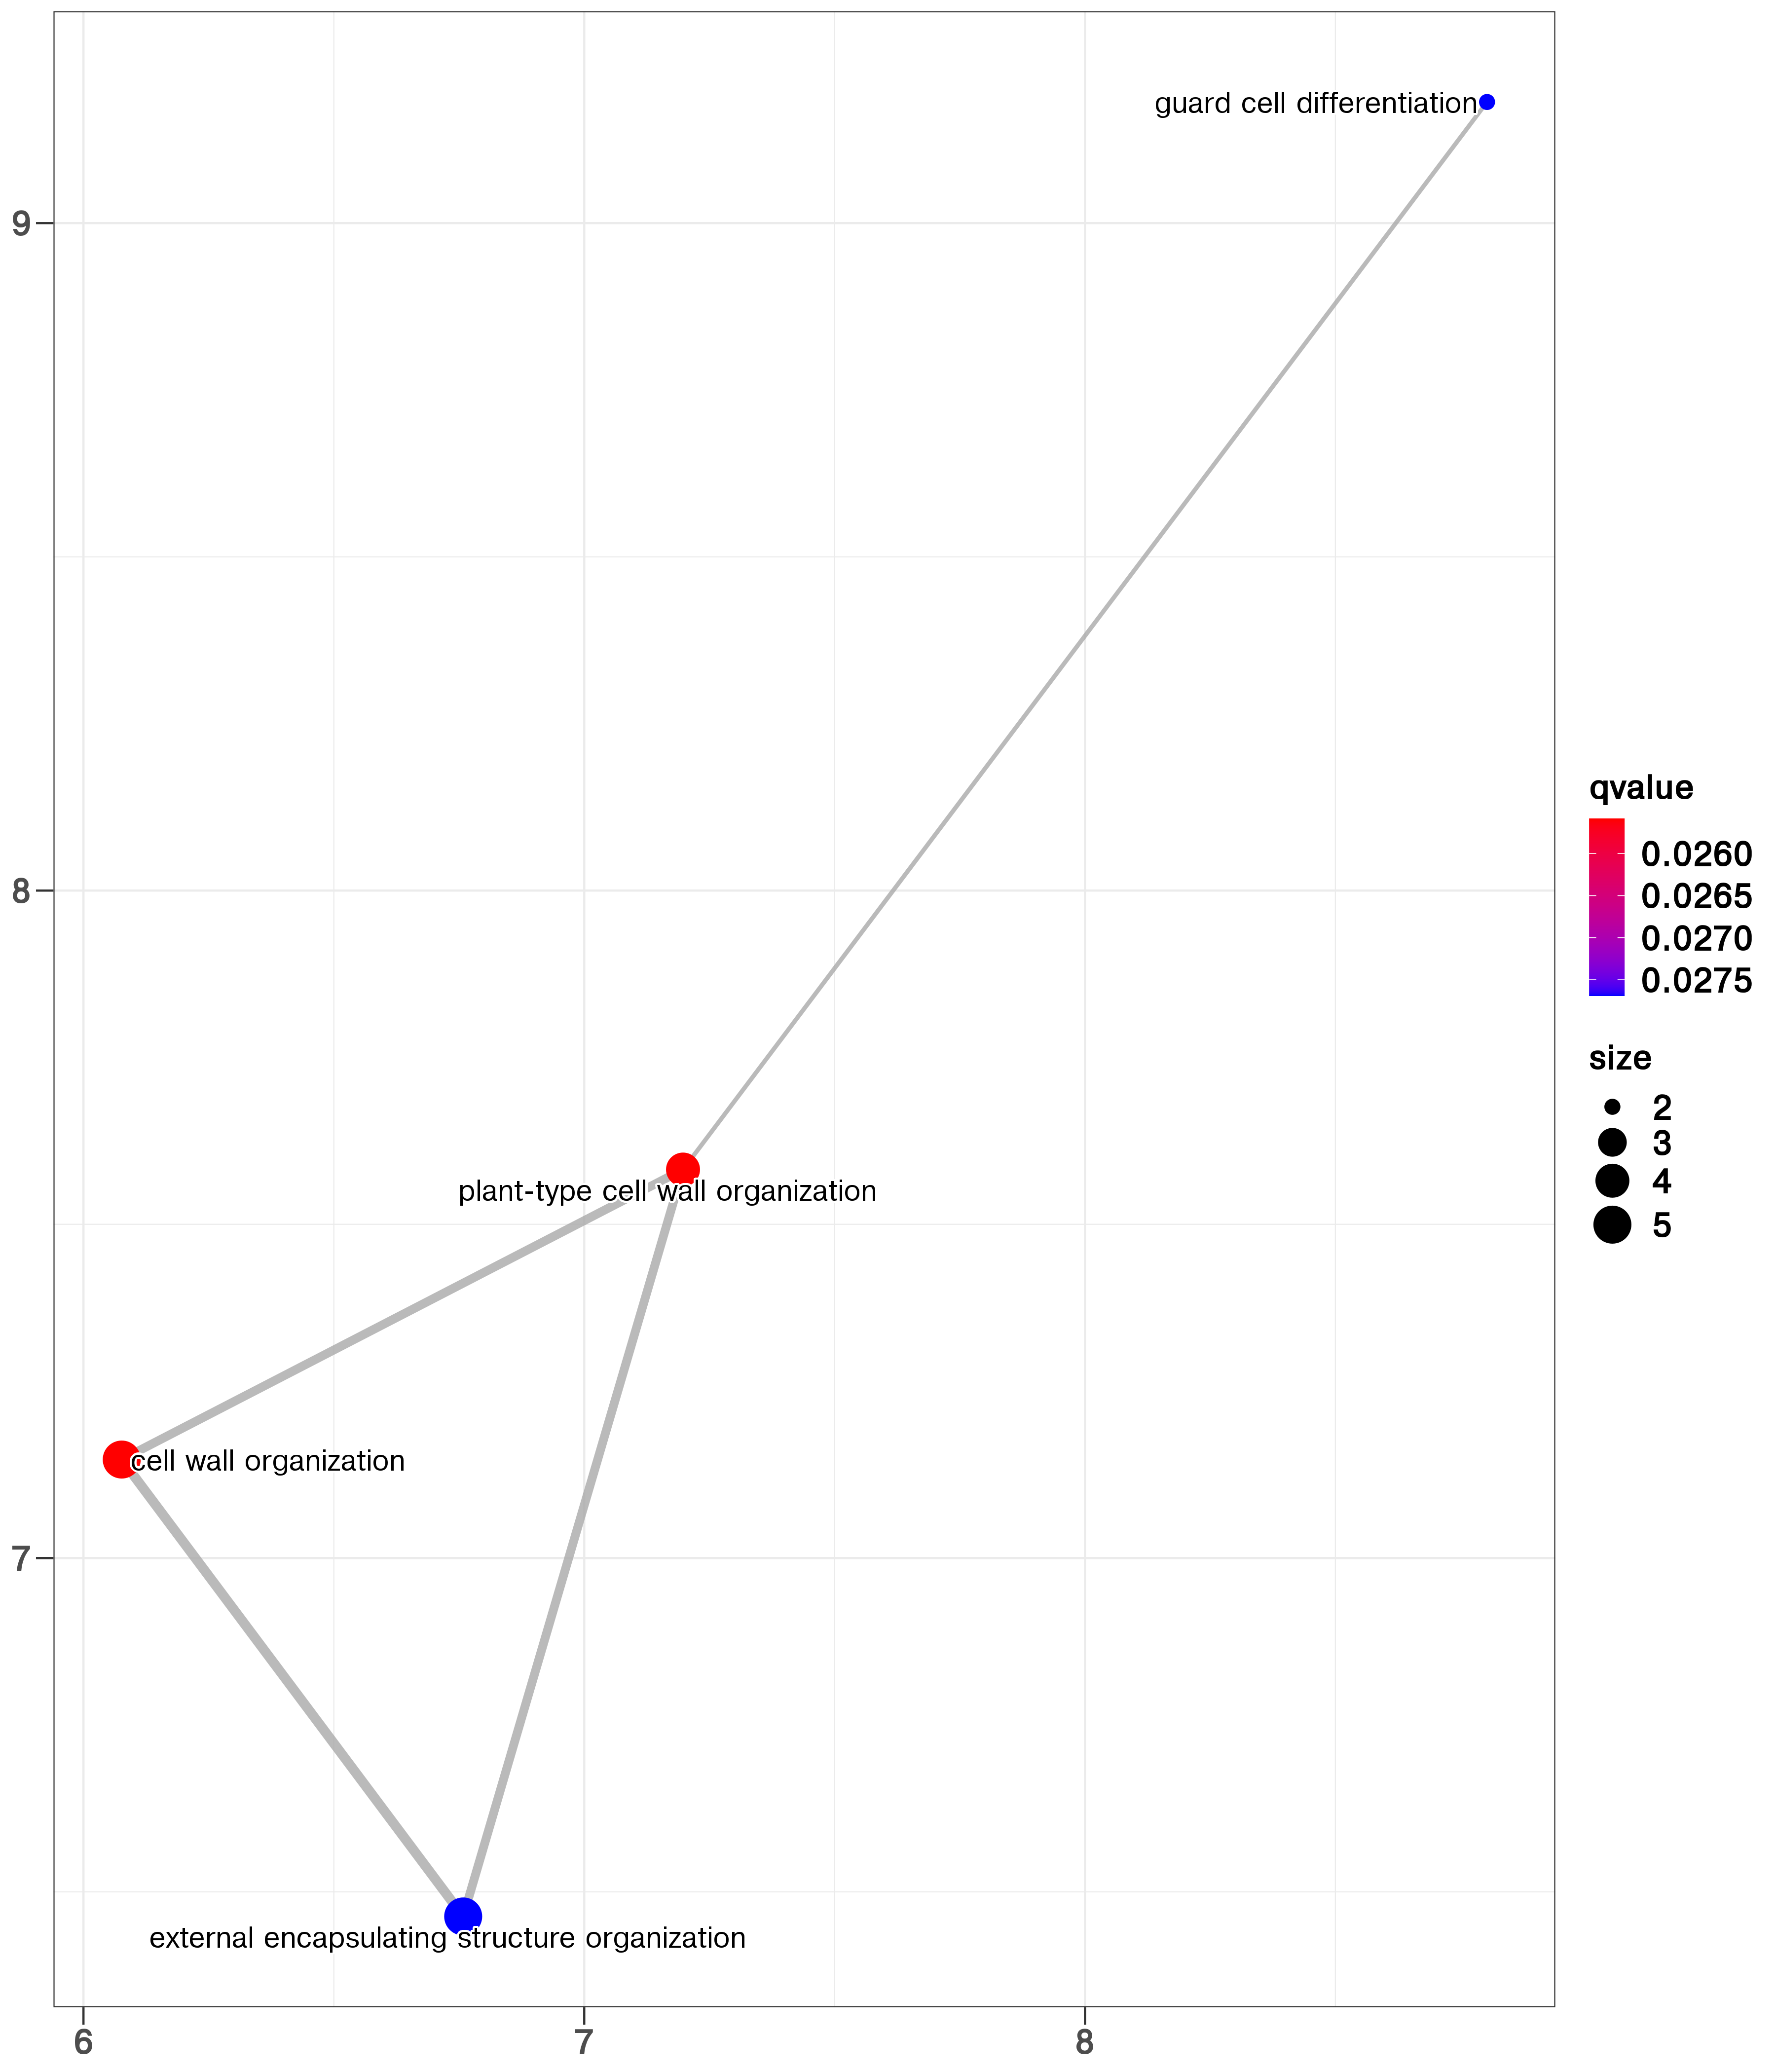 guard cell differentiation
9
8
plant-type cell wall organization
cell wall organization
7
external encapsulating structure organization
6 7 8
qvalue
0.0260
0.0265
0.0270
0.0275
size
2
3
4
5